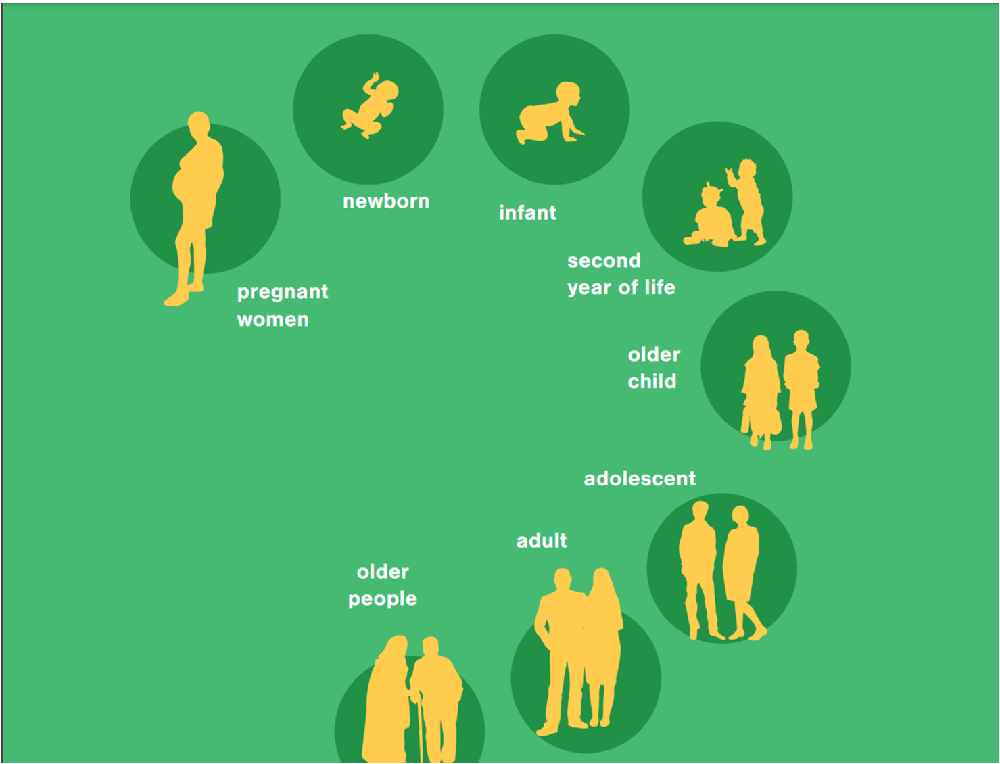 newborn
infant
pregnant
women
second
year of life
older
child
adolescent
adult
older
people